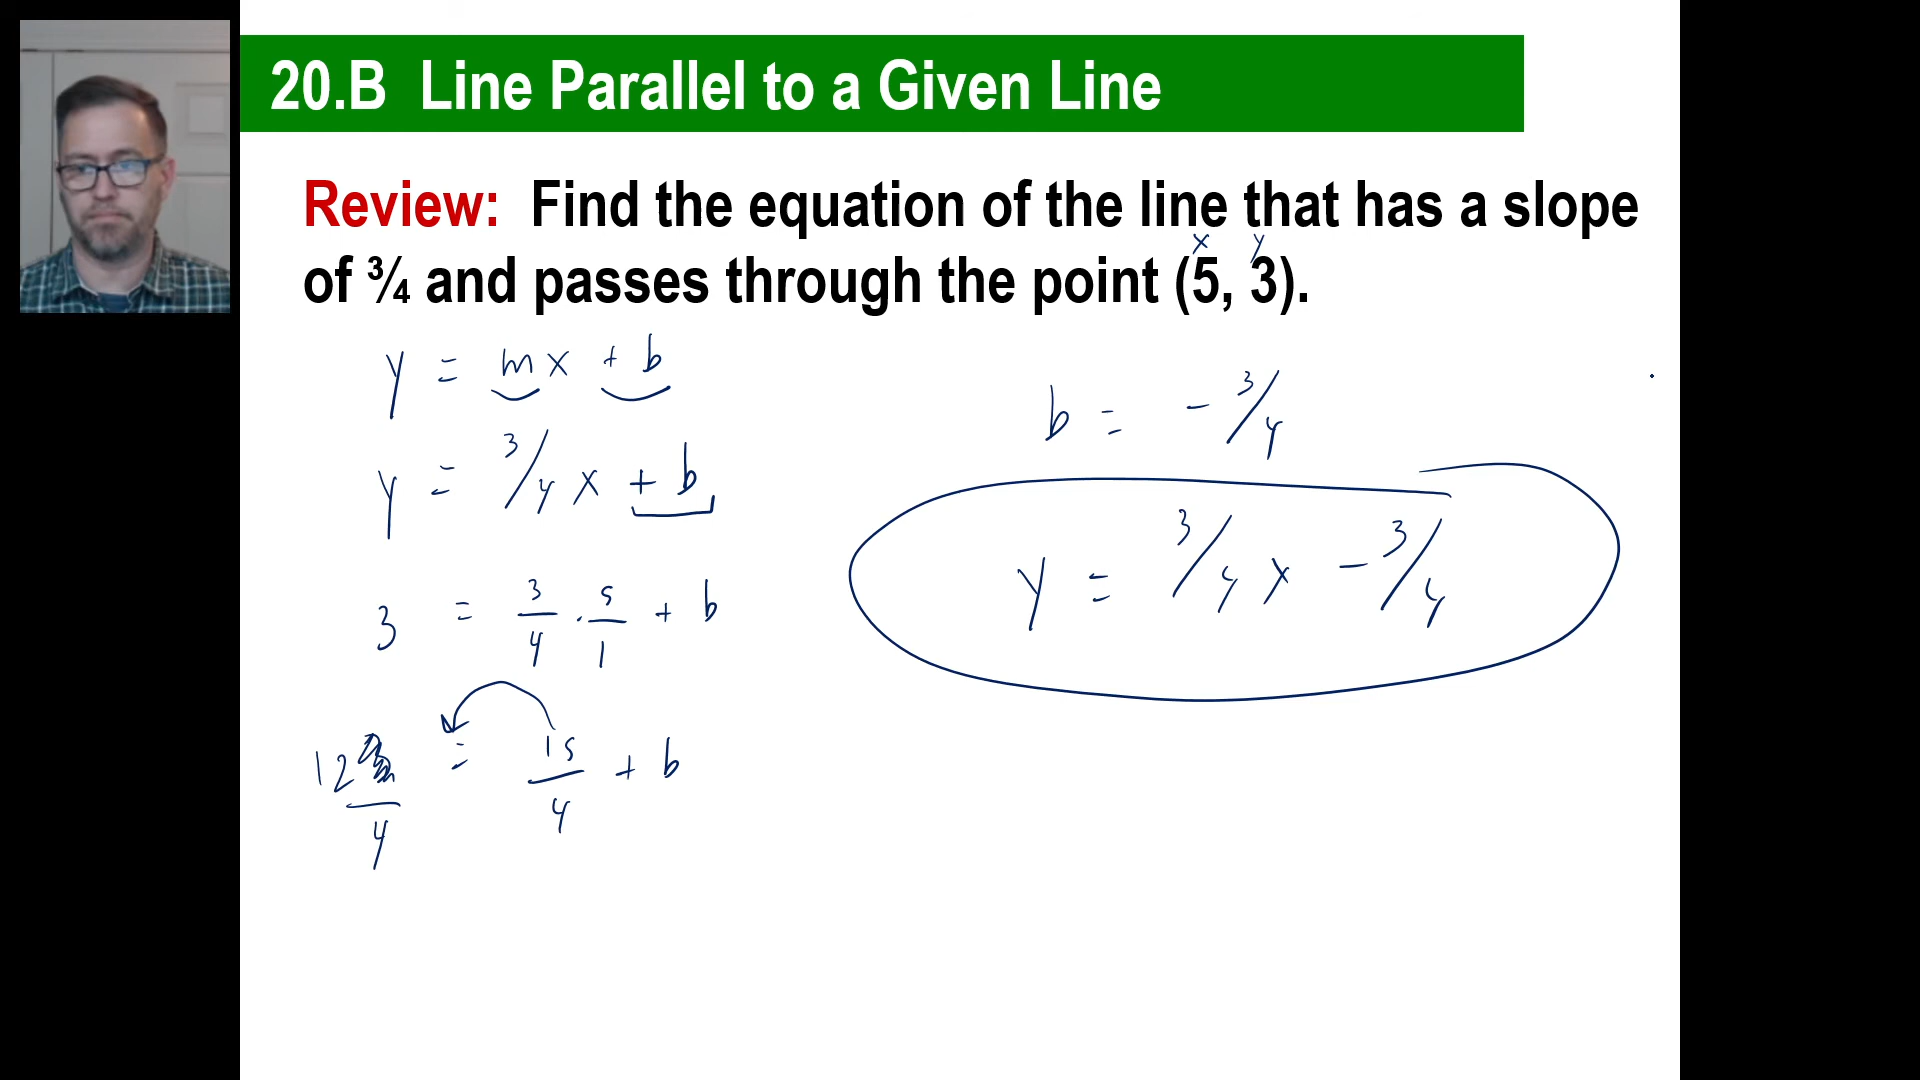 20.B Line Parallel to a Given Line
Review: Find the equation of the line that has a slope
x y
of ¾ and passes through the point (5, 3).
y = mx + b
y = 3/4 x + b
3 = 3/4 · 5/1 + b
12/4 = 15/4 + b
b = - 3/4
y = 3/4 x - 3/4